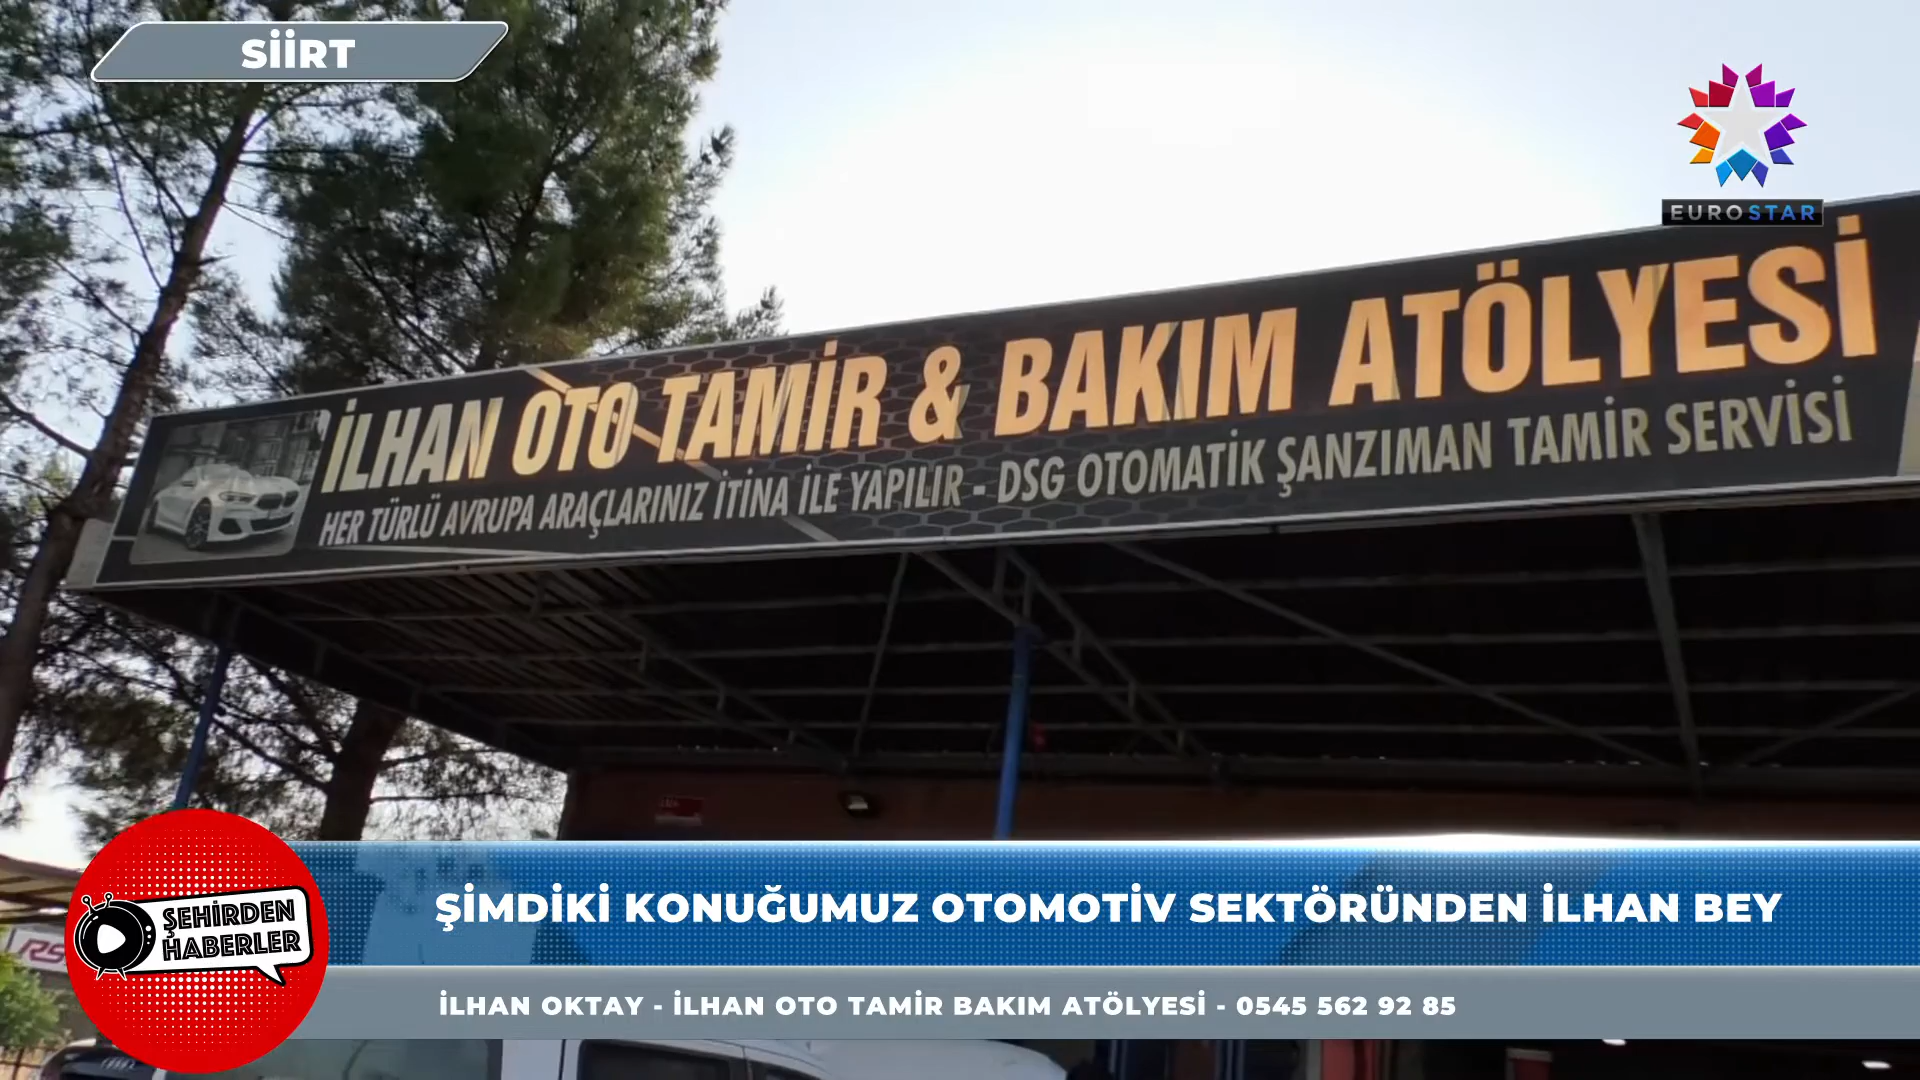 SİİRT
EUROSTAR
İLHAN OTO TAMİR & BAKIM ATÖLYESİ
HER TÜRLÜ AVRUPA ARAÇLARINIZ İTİNA İLE YAPILIR - DSG OTOMATİK ŞANZIMAN TAMİR SERVİSİ
ŞEHİRDEN
HABERLER
ŞİMDİKİ KONUĞUMUZ OTOMOTİV SEKTÖRÜNDEN İLHAN BEY
İLHAN OKTAY - İLHAN OTO TAMİR BAKIM ATÖLYESİ - 0545 562 92 85